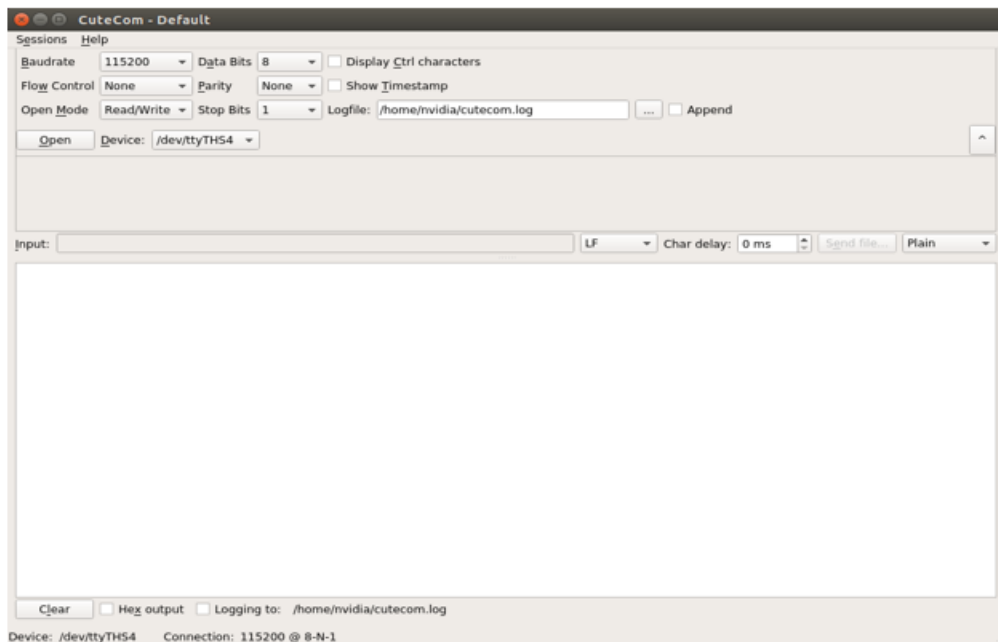 CuteCom - Default
Sessions Help
Baudrate 115200 Data Bits 8 Display Ctrl characters
Flow Control None Parity None Show Timestamp
Open Mode Read/Write Stop Bits 1 Logfile: /home/nvidia/cutecom.log ... Append
Open Device: /dev/ttyTHS4 ^
Input: LF Char delay: 0 ms Send file... Plain
Clear Hex output Logging to: /home/nvidia/cutecom.log
Device: /dev/ttyTHS4 Connection: 115200 @ 8-N-1